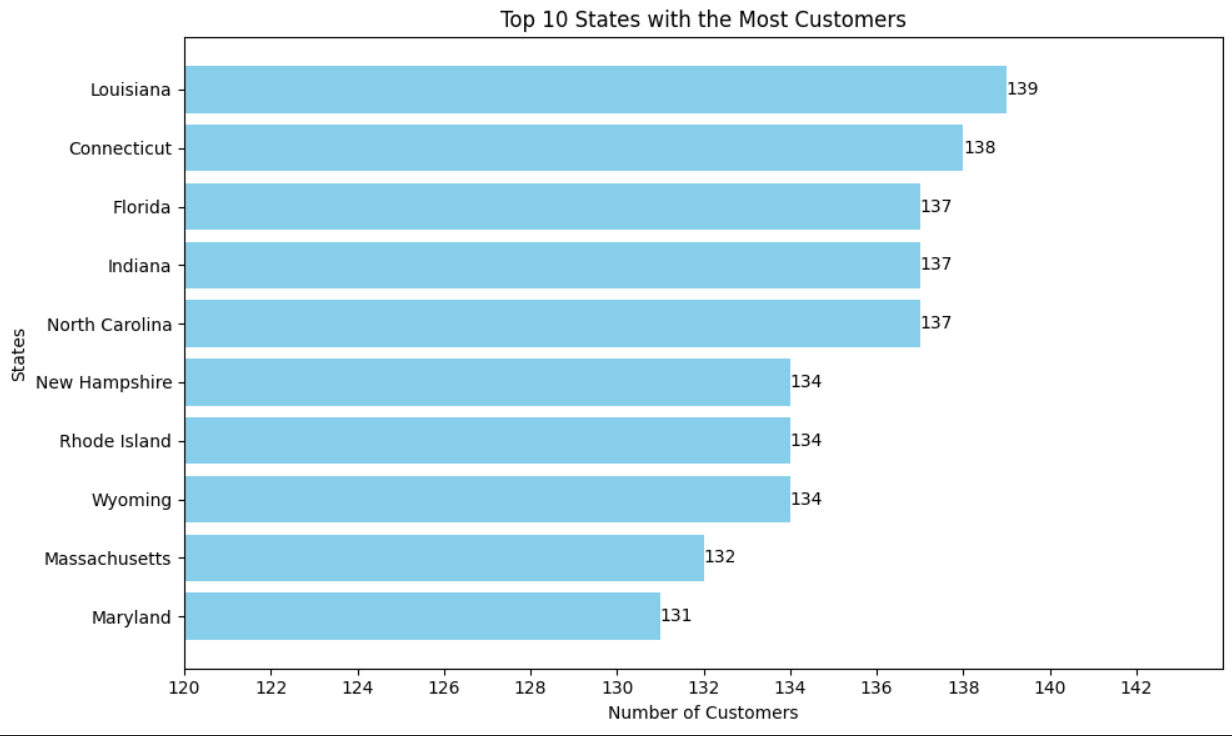 Top 10 States with the Most Customers
States
Louisiana 139
Connecticut 138
Florida 137
Indiana 137
North Carolina 137
New Hampshire 134
Rhode Island 134
Wyoming 134
Massachusetts 132
Maryland 131
120 122 124 126 128 130 132 134 136 138 140 142
Number of Customers